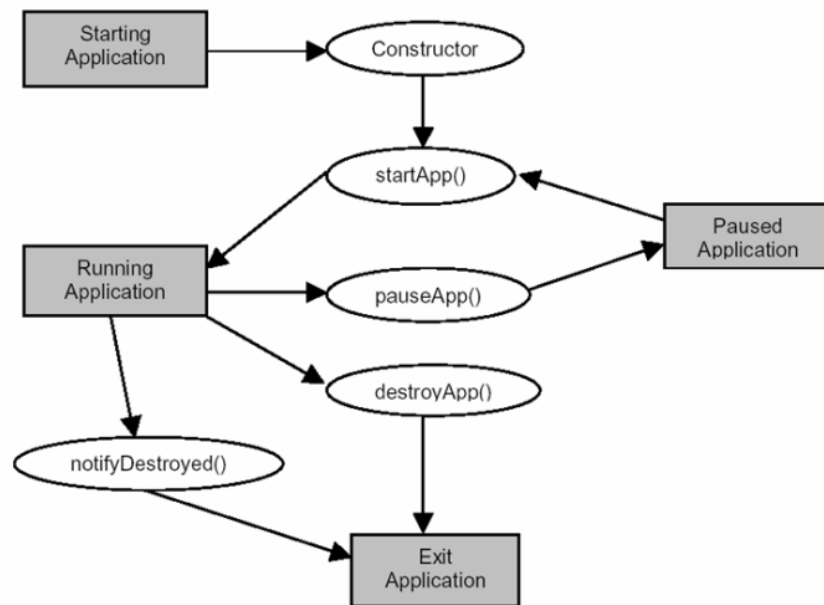 Starting
Application
Constructor
startApp()
Paused
Application
Running
Application
pauseApp()
destroyApp()
notifyDestroyed()
Exit
Application